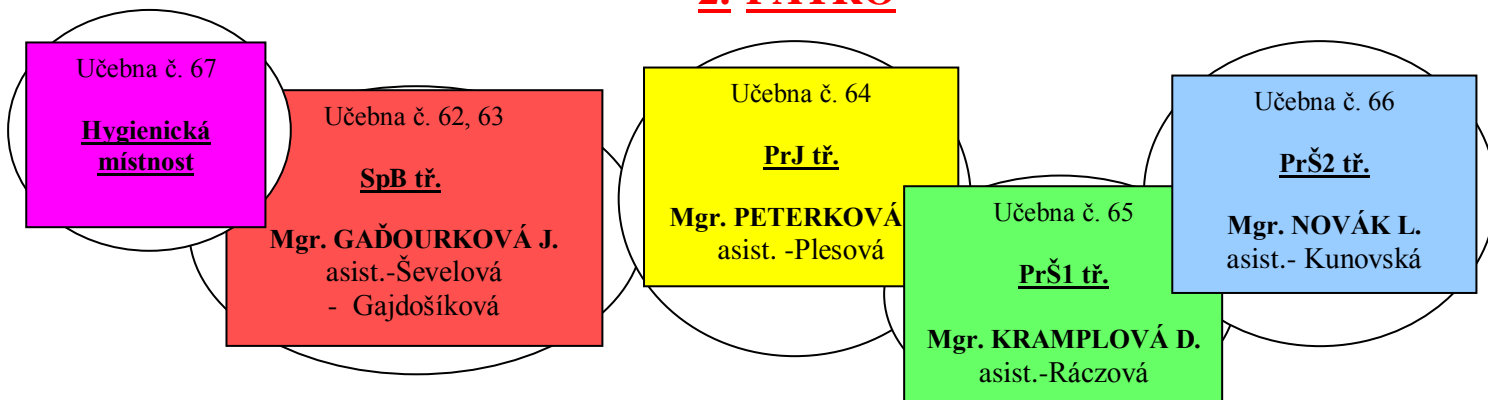 2. PATRO
Učebna č. 67
Hygienická
místnost
Učebna č. 62, 63
SpB tř.
Mgr. GAĎOURKOVÁ J.
asist.-Ševelová
- Gajdošíková
Učebna č. 64
PrJ tř.
Mgr. PETERKOVÁ
asist. -Plesová
Učebna č. 65
PrŠ1 tř.
Mgr. KRAMPLOVÁ D.
asist.-Ráczová
Učebna č. 66
PrŠ2 tř.
Mgr. NOVÁK L.
asist.- Kunovská